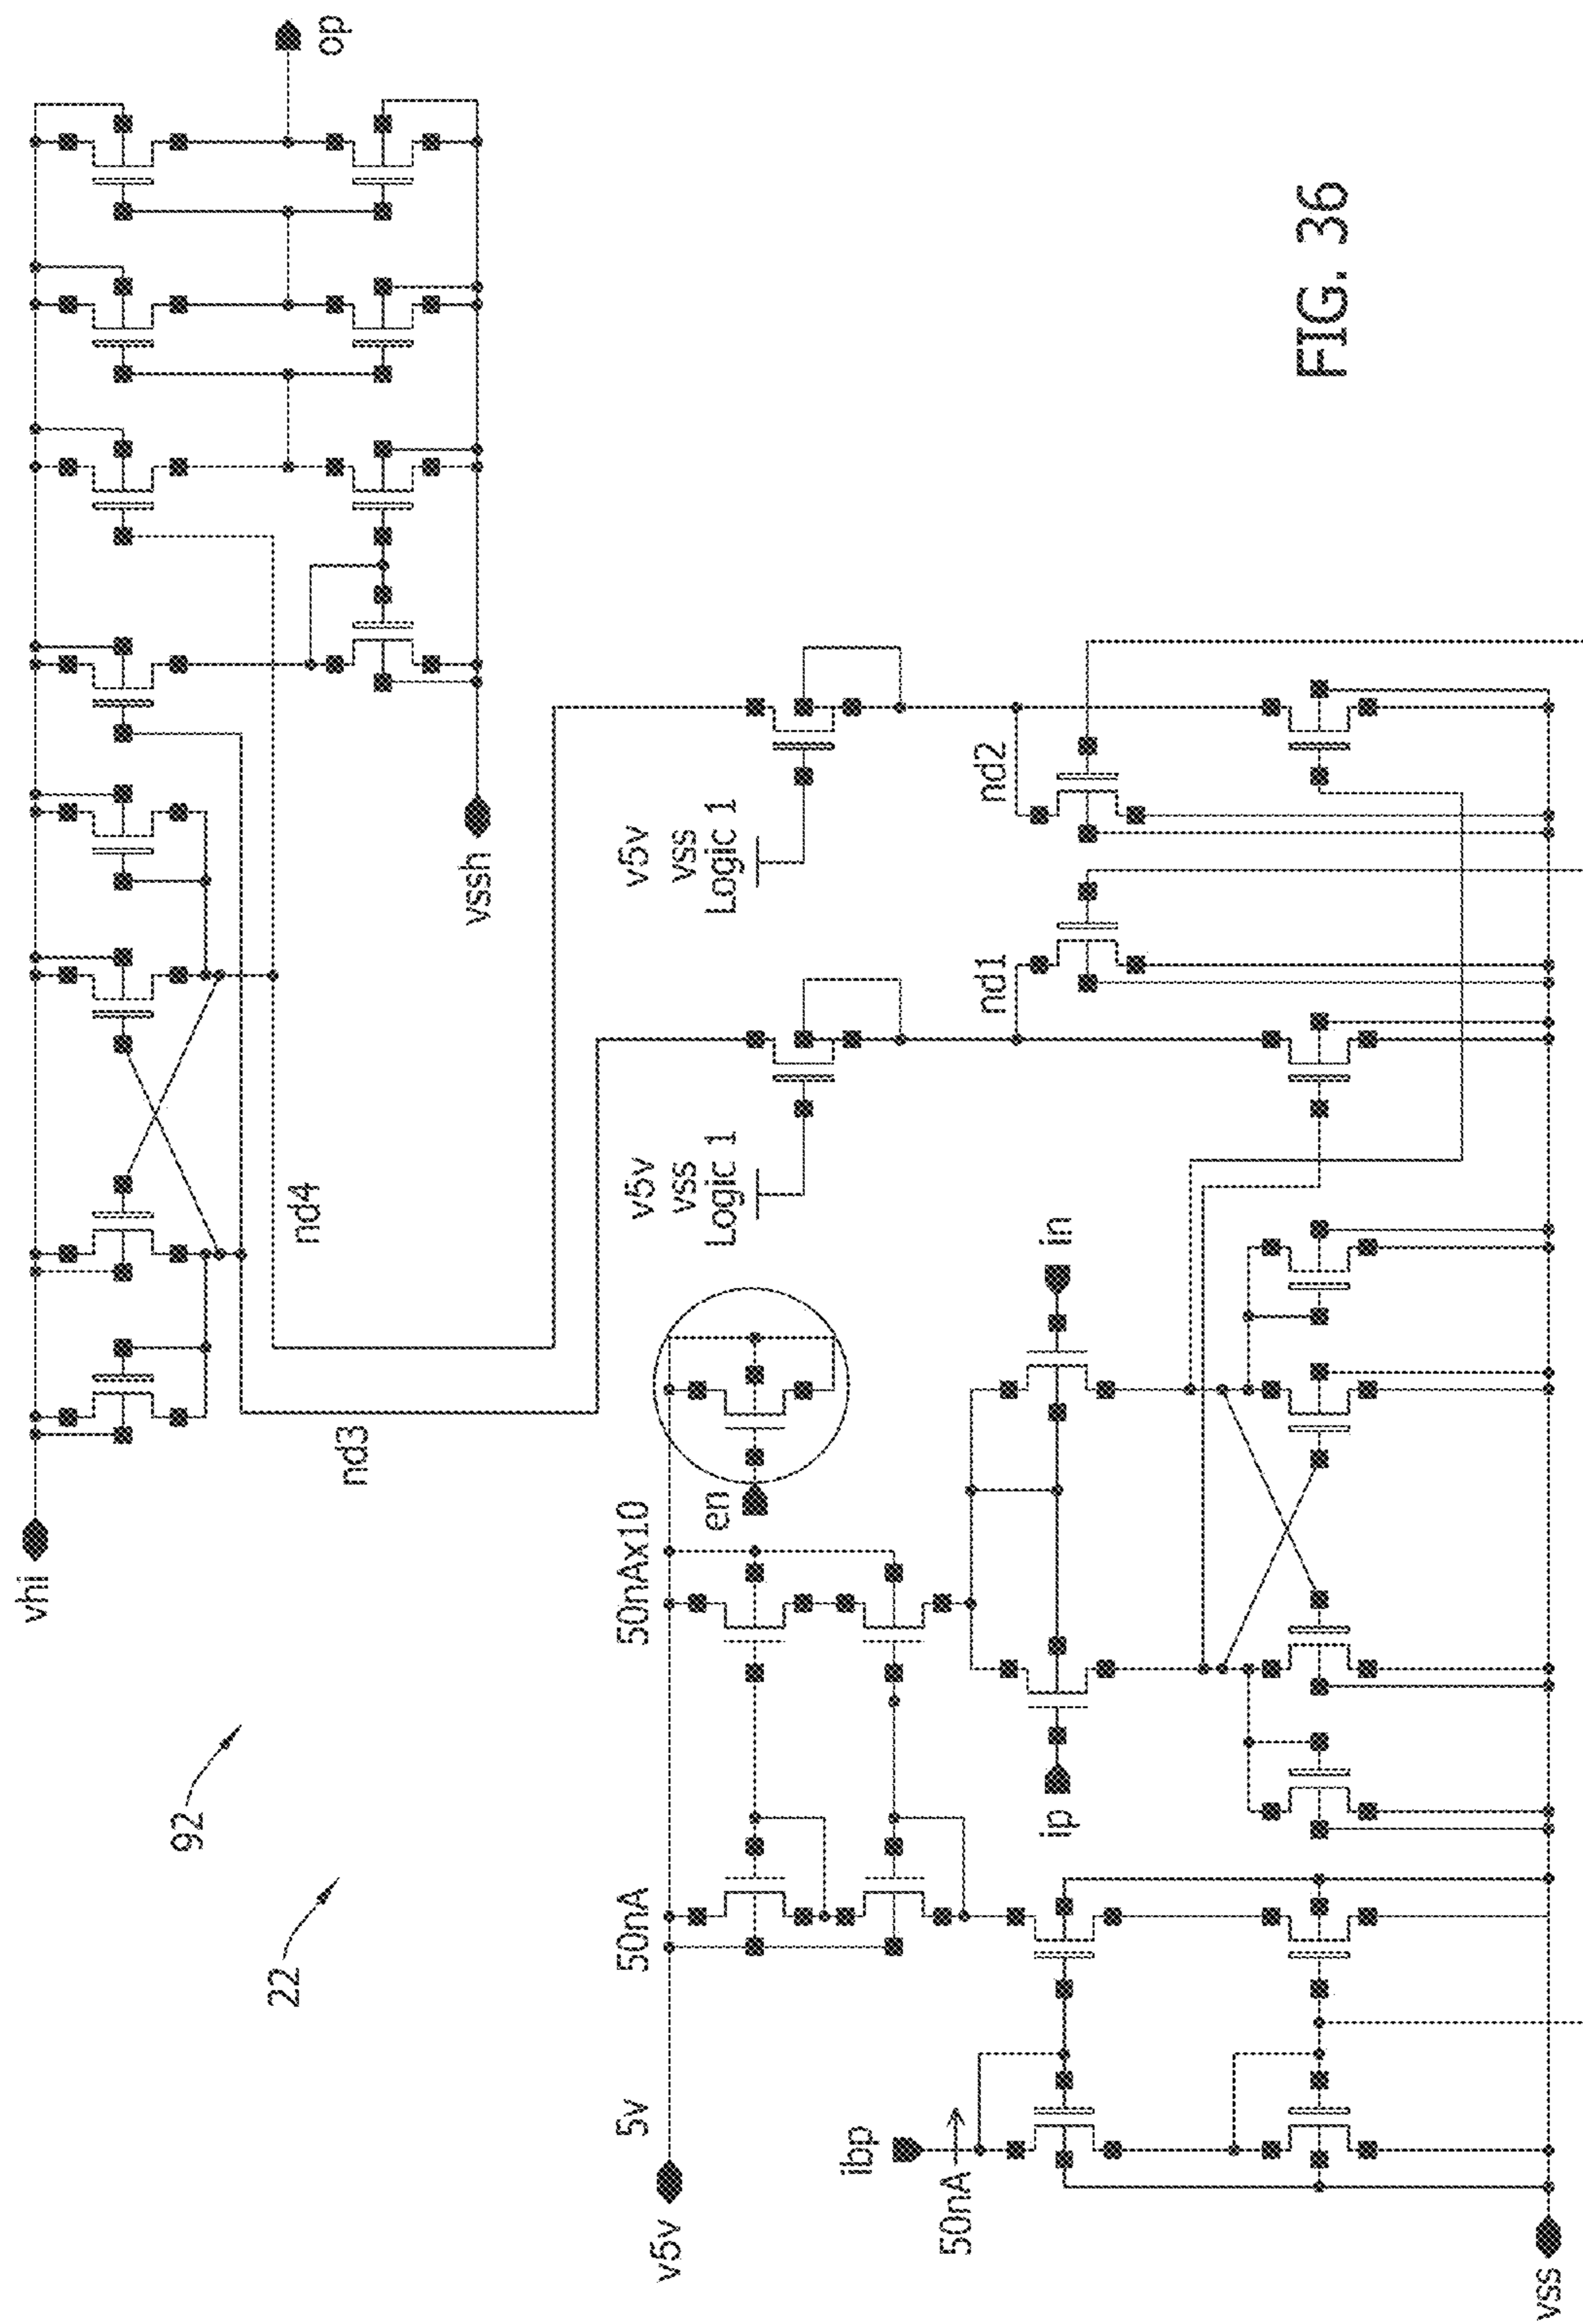 FIG. 36
92
22
vhi
op
vssh
nd3
nd4
v5v
5v
50nA
50nAx10
en
v5v
vss
Logic 1
v5v
vss
Logic 1
nd1
nd2
ibp
50nA
ip
in
vss